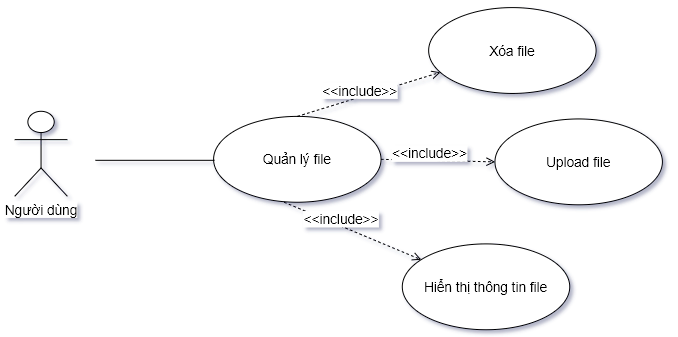 Xóa file
<<include>>
Quản lý file
<<include>>
Upload file
Người dùng
<<include>>
Hiển thị thông tin file